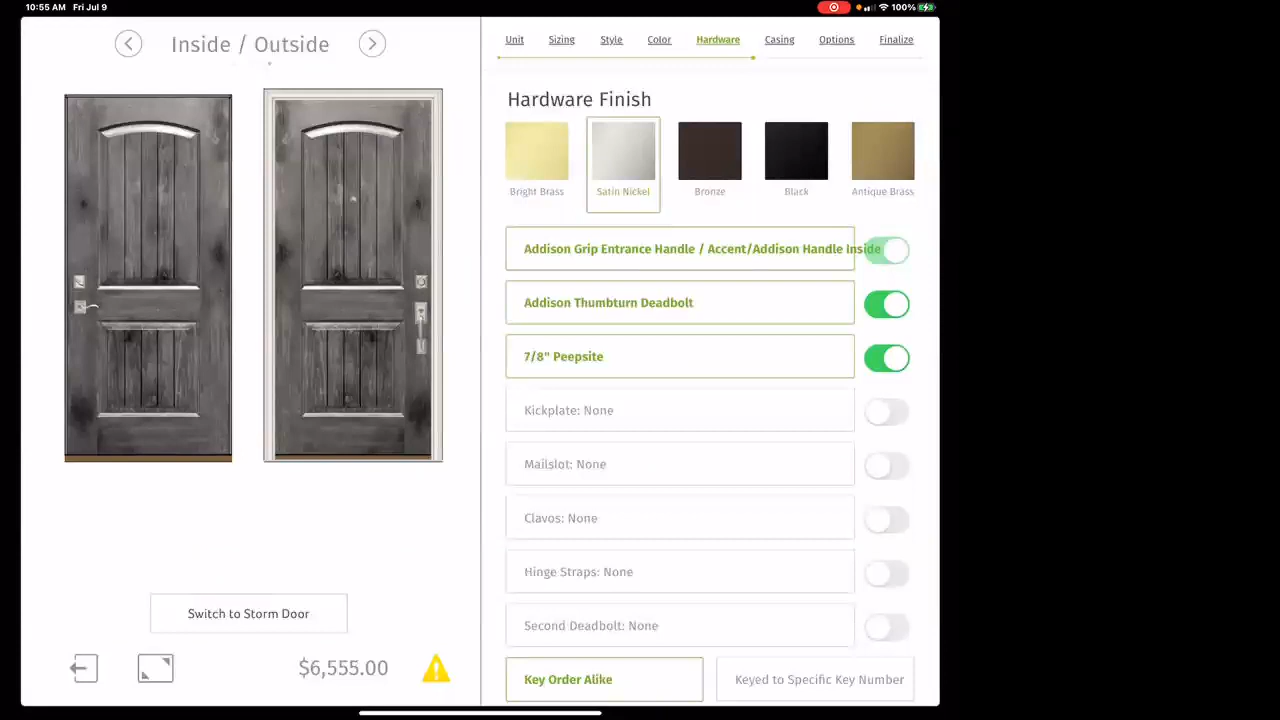 10:55 AM Fri Jul 9
100%
Inside / Outside
Unit Sizing Style Color Hardware Casing Options Finalize
Hardware Finish
Bright Brass Satin Nickel Bronze Black Antique Brass
Addison Grip Entrance Handle / Accent/Addison Handle Inside
Addison Thumbturn Deadbolt
7/8" Peepsite
Kickplate: None
Mailslot: None
Clavos: None
Hinge Straps: None
Second Deadbolt: None
Key Order Alike Keyed to Specific Key Number
Switch to Storm Door
$6,555.00